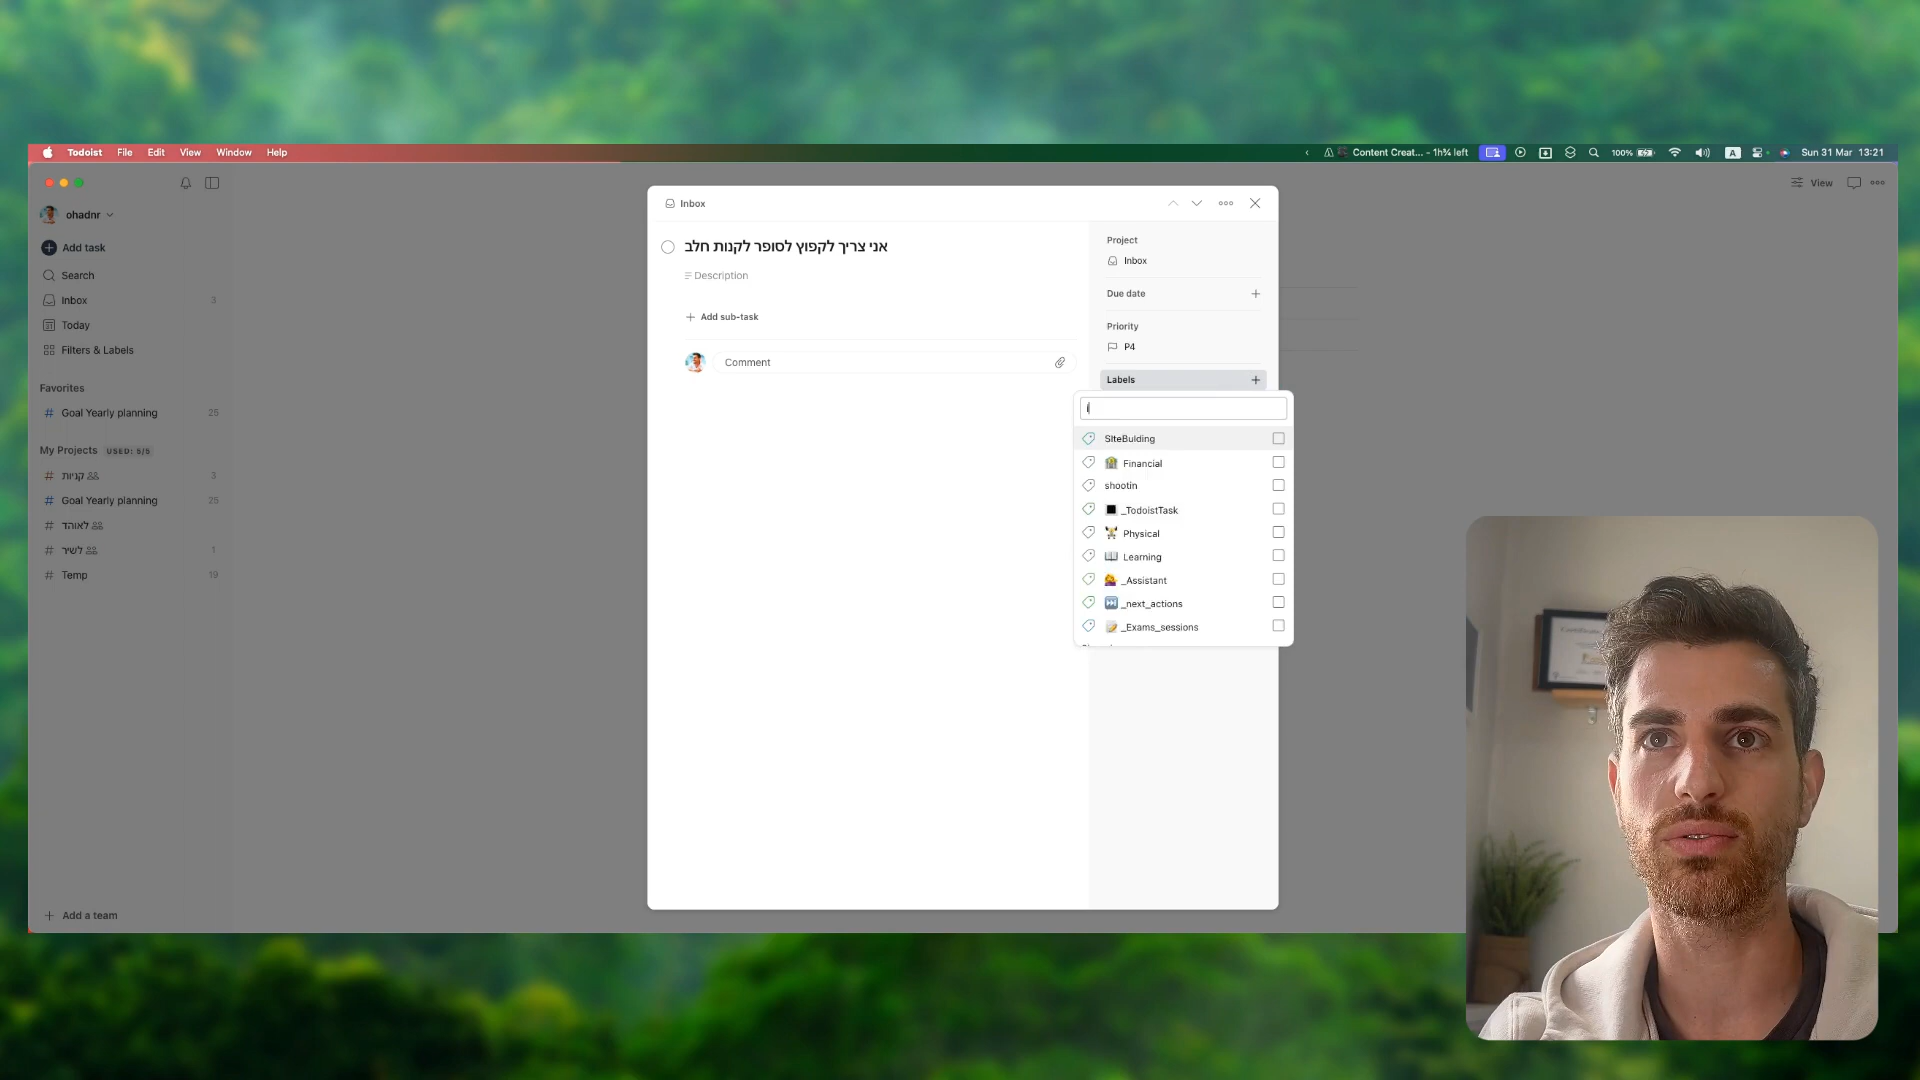 Todoist File Edit View Window Help
Content Creat... - 1h¾ left 100% A Sun 31 Mar 13:21
ohadnr
Add task
Search
Inbox 3
Today
Filters & Labels
Favorites
# Goal Yearly planning 25
My Projects USED: 5/5
# קניות 3
# Goal Yearly planning 25
# לאוהד
# לשיר 1
# Temp 19
Add a team
View
Inbox
אני צריך לקפוץ לסופר לקנות חלב
Description
Add sub-task
Comment
Project
Inbox
Due date
Priority
P4
Labels
i
SIteBulding
Financial
shootin
_TodoistTask
Physical
Learning
_Assistant
_next_actions
_Exams_sessions